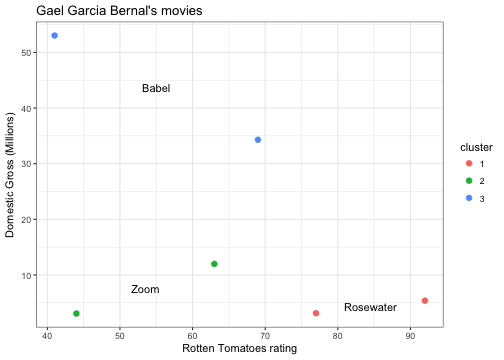 Gael Garcia Bernal's movies
50
40
30
20
10
Domestic Gross (Millions)
Babel
Zoom
Rosewater
40 50 60 70 80 90
Rotten Tomatoes rating
cluster
1
2
3